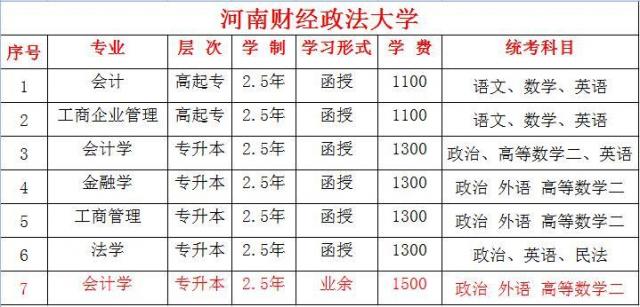 河南财经政法大学
序号 专业 层 次 学 制 学习形式 学 费 统考科目
1 会计 高起专 2.5年 函授 1100 语文、数学、英语
2 工商企业管理 高起专 2.5年 函授 1100 语文、数学、英语
3 会计学 专升本 2.5年 函授 1300 政治、高等数学二、英语
4 金融学 专升本 2.5年 函授 1300 政治 外语 高等数学二
5 工商管理 专升本 2.5年 函授 1300 政治 外语 高等数学二
6 法学 专升本 2.5年 函授 1300 政治、英语、民法
7 会计学 专升本 2.5年 业余 1500 政治 外语 高等数学二